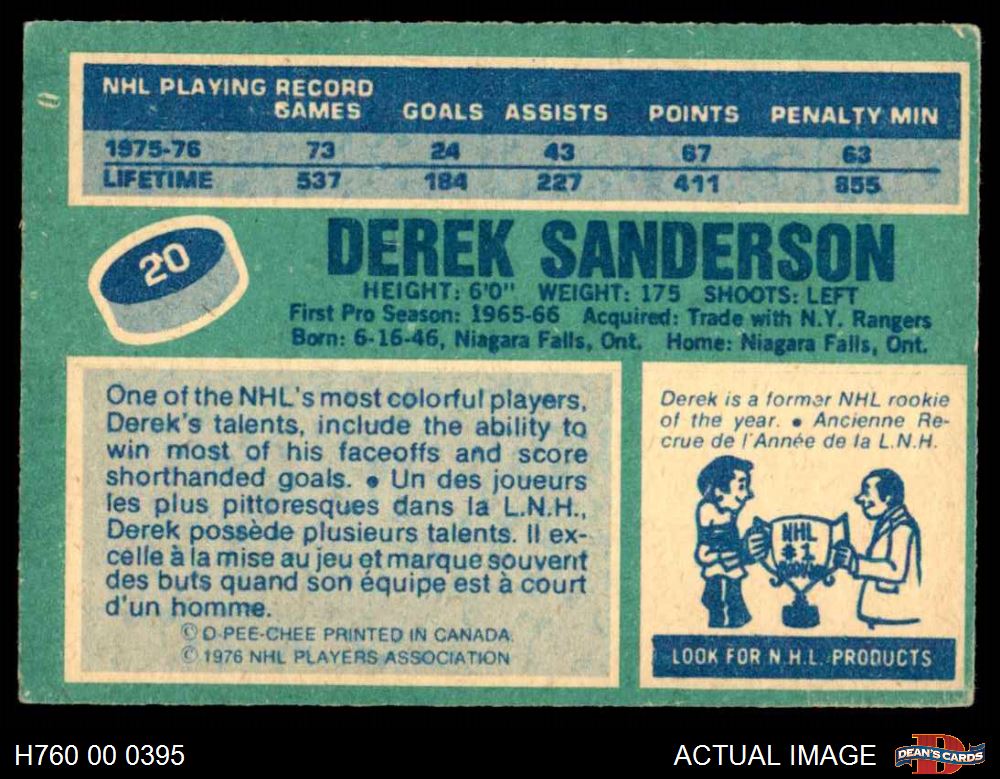 NHL PLAYING RECORD
GAMES GOALS ASSISTS POINTS PENALTY MIN
1975-76 73 24 43 67 63
LIFETIME 537 184 227 411 855
0
20
DEREK SANDERSON
HEIGHT: 6'0" WEIGHT: 175 SHOOTS: LEFT
First Pro Season: 1965-66 Acquired: Trade with N.Y. Rangers
Born: 6-16-46, Niagara Falls, Ont. Home: Niagara Falls, Ont.
One of the NHL's most colorful players,
Derek's talents, include the ability to
win most of his faceoffs and score
shorthanded goals. • Un des joueurs
les plus pittoresques dans la L.N.H.,
Derek possède plusieurs talents. Il ex-
celle à la mise au jeu et marque souvent
des buts quand son équipe est à court
d'un homme.
© O-PEE-CHEE PRINTED IN CANADA.
© 1976 NHL PLAYERS ASSOCIATION
Derek is a former NHL rookie
of the year. • Ancienne Re-
crue de l'Année de la L.N.H.
NHL
#1
ROOKIE
LOOK FOR N.H.L. PRODUCTS
H760 00 0395
ACTUAL IMAGE
DEAN'S CARDS